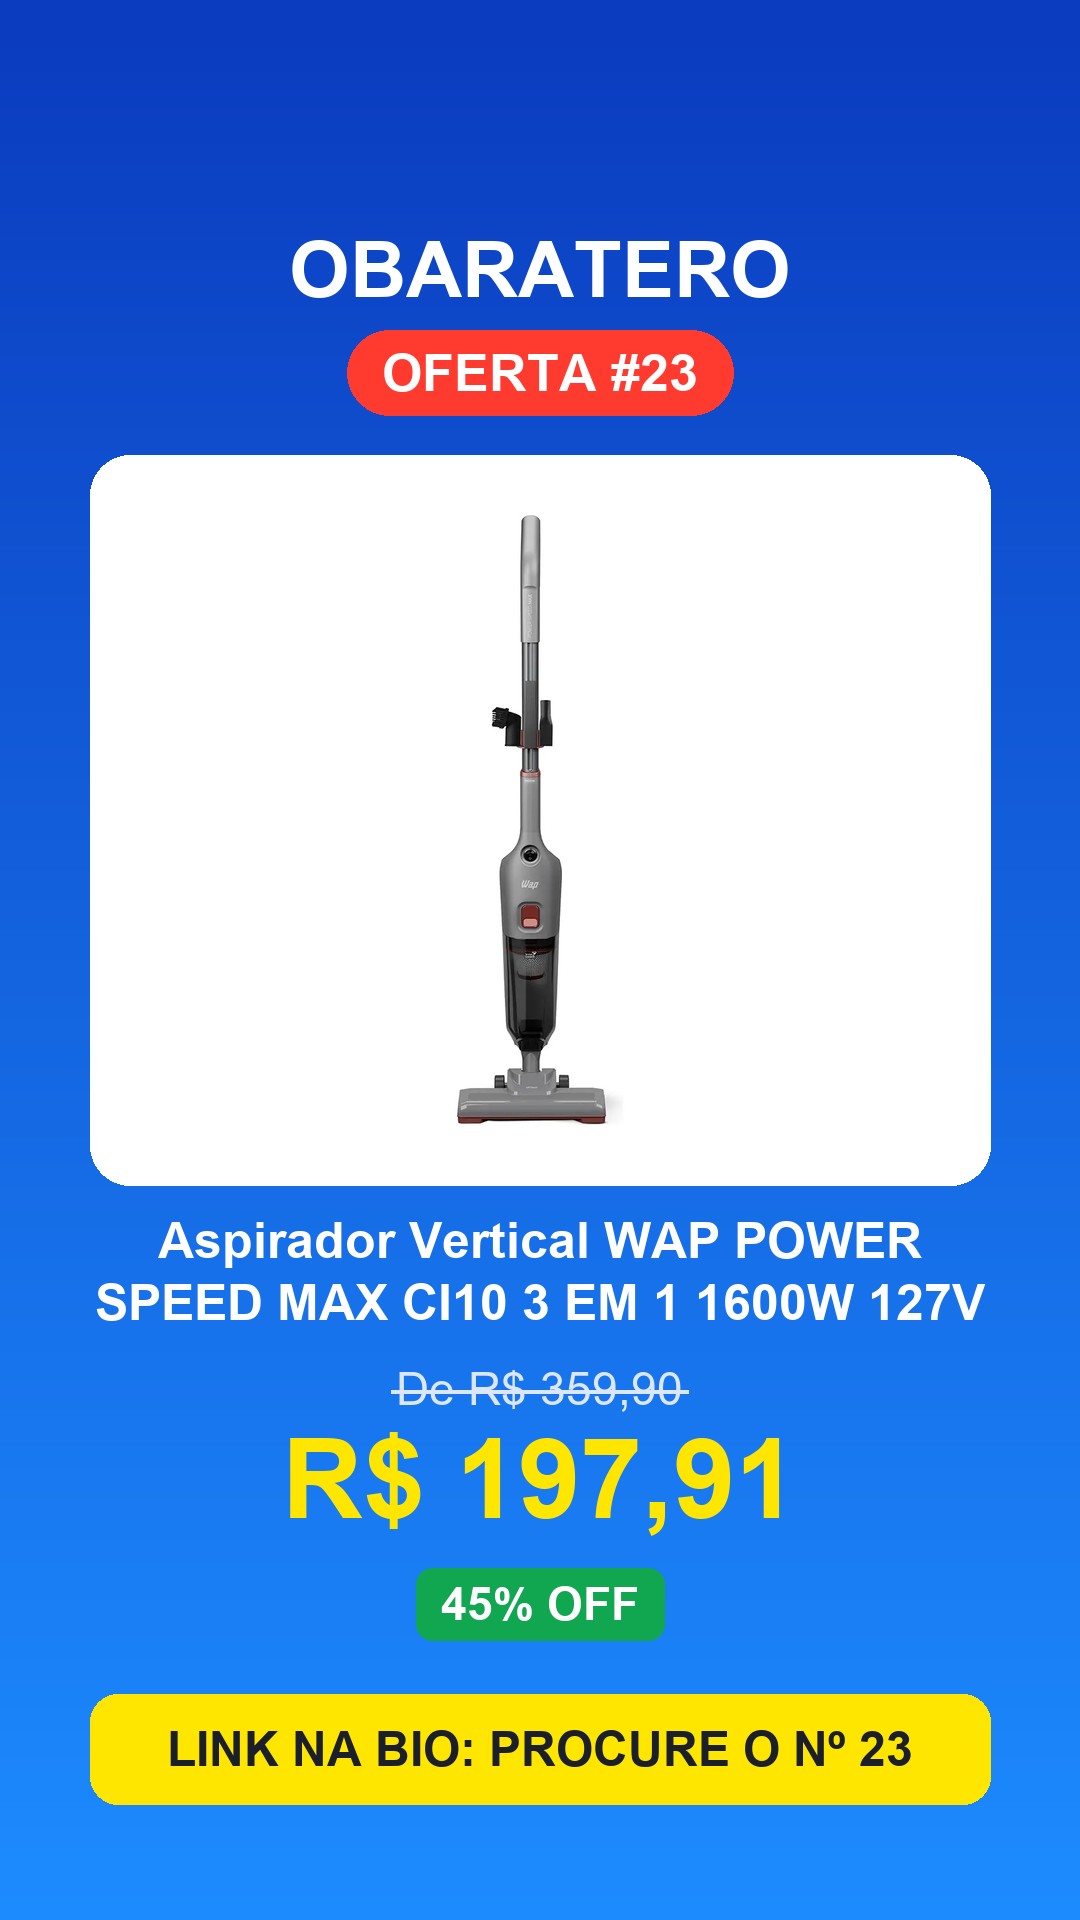 OBARATERO
OFERTA #23
Wap
Aspirador Vertical WAP POWER
SPEED MAX CI10 3 EM 1 1600W 127V
De R$ 359,90
R$ 197,91
45% OFF
LINK NA BIO: PROCURE O Nº 23